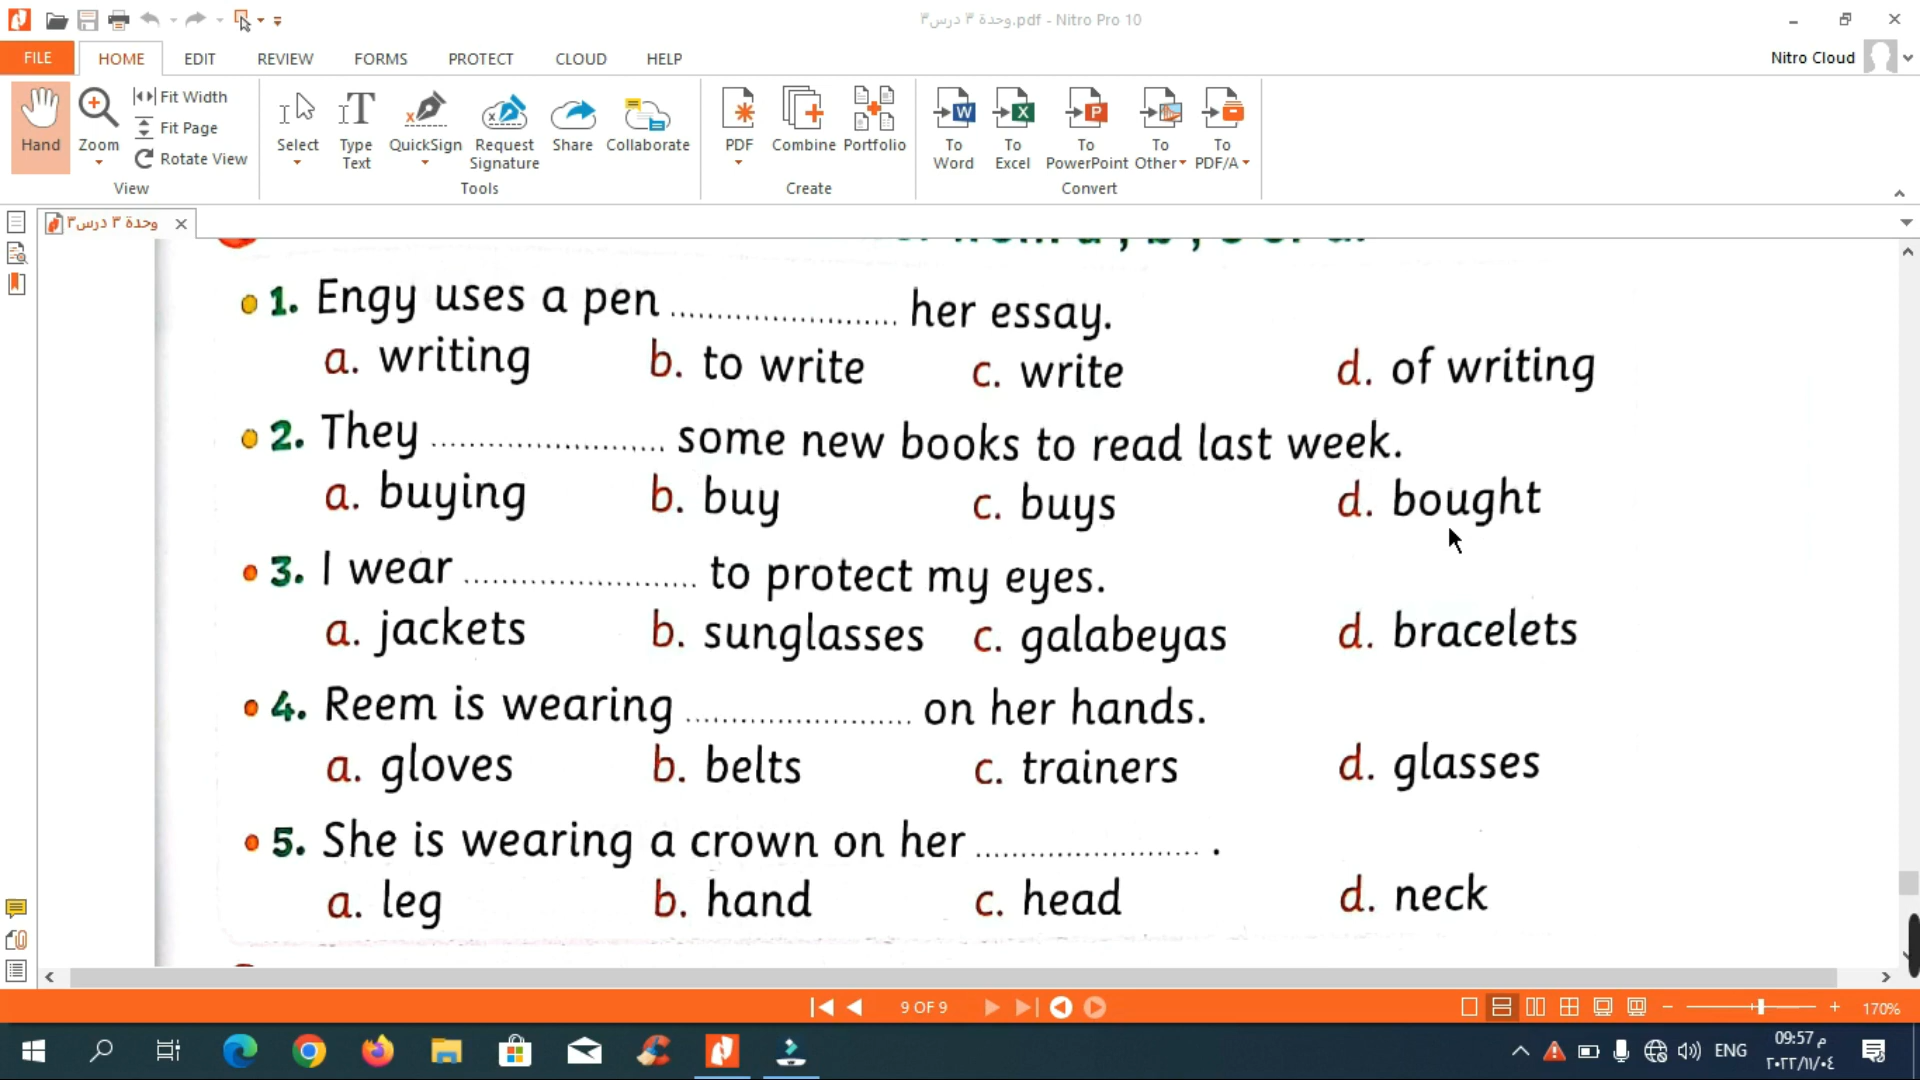 وحدة ٣ درس٣.pdf - Nitro Pro 10
FILE HOME EDIT REVIEW FORMS PROTECT CLOUD HELP
Nitro Cloud
Hand
Zoom
Fit Width
Fit Page
Rotate View
View
Select
Type Text
QuickSign
Request Signature
Share
Collaborate
Tools
PDF
Combine
Portfolio
Create
To Word
To Excel
To PowerPoint
To Other
To PDF/A
Convert
وحدة ٣ درس٣
1. Engy uses a pen ........................ her essay.
a. writing b. to write c. write d. of writing
2. They ........................ some new books to read last week.
a. buying b. buy c. buys d. bought
3. I wear ........................ to protect my eyes.
a. jackets b. sunglasses c. galabeyas d. bracelets
4. Reem is wearing ........................ on her hands.
a. gloves b. belts c. trainers d. glasses
5. She is wearing a crown on her ........................ .
a. leg b. hand c. head d. neck
9 OF 9
170%
ENG
09:57 م
٢٠٢٢/١١/٠٤